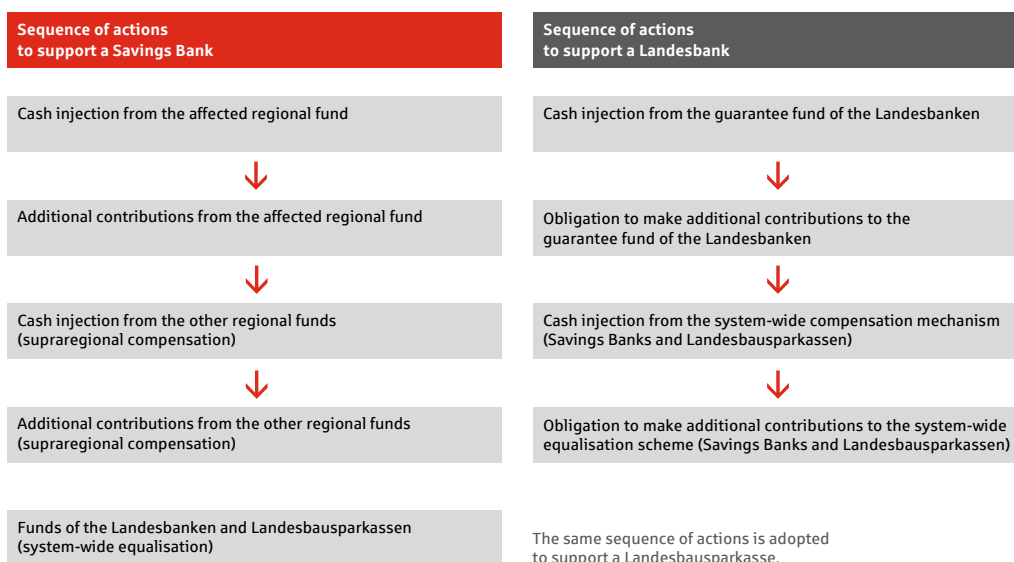 Sequence of actions
to support a Savings Bank
Cash injection from the affected regional fund
Additional contributions from the affected regional fund
Cash injection from the other regional funds
(supraregional compensation)
Additional contributions from the other regional funds
(supraregional compensation)
Funds of the Landesbanken and Landesbausparkassen
(system-wide equalisation)
Sequence of actions
to support a Landesbank
Cash injection from the guarantee fund of the Landesbanken
Obligation to make additional contributions to the
guarantee fund of the Landesbanken
Cash injection from the system-wide compensation mechanism
(Savings Banks and Landesbausparkassen)
Obligation to make additional contributions to the system-wide
equalisation scheme (Savings Banks and Landesbausparkassen)
The same sequence of actions is adopted
to support a Landesbausparkasse.